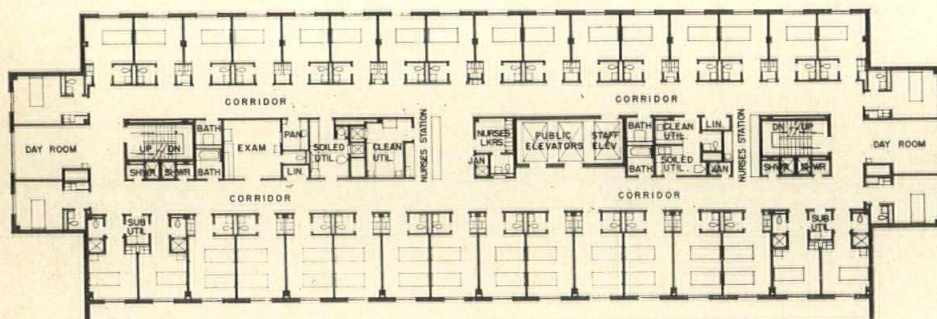 CORRIDOR
CORRIDOR
DAY ROOM
UP DN
SHWR SHWR
BATH
BATH
EXAM
PAN.
LIN.
SOILED UTIL.
CLEAN UTIL.
NURSES STATION
NURSES LKRS.
JAN
PUBLIC ELEVATORS
STAFF ELEV.
BATH
BATH
CLEAN UTIL.
SOILED UTIL.
LIN.
JAN
NURSES STATION
DN UP
SHWR SHWR
DAY ROOM
CORRIDOR
CORRIDOR
SUB UTIL
SUB UTIL